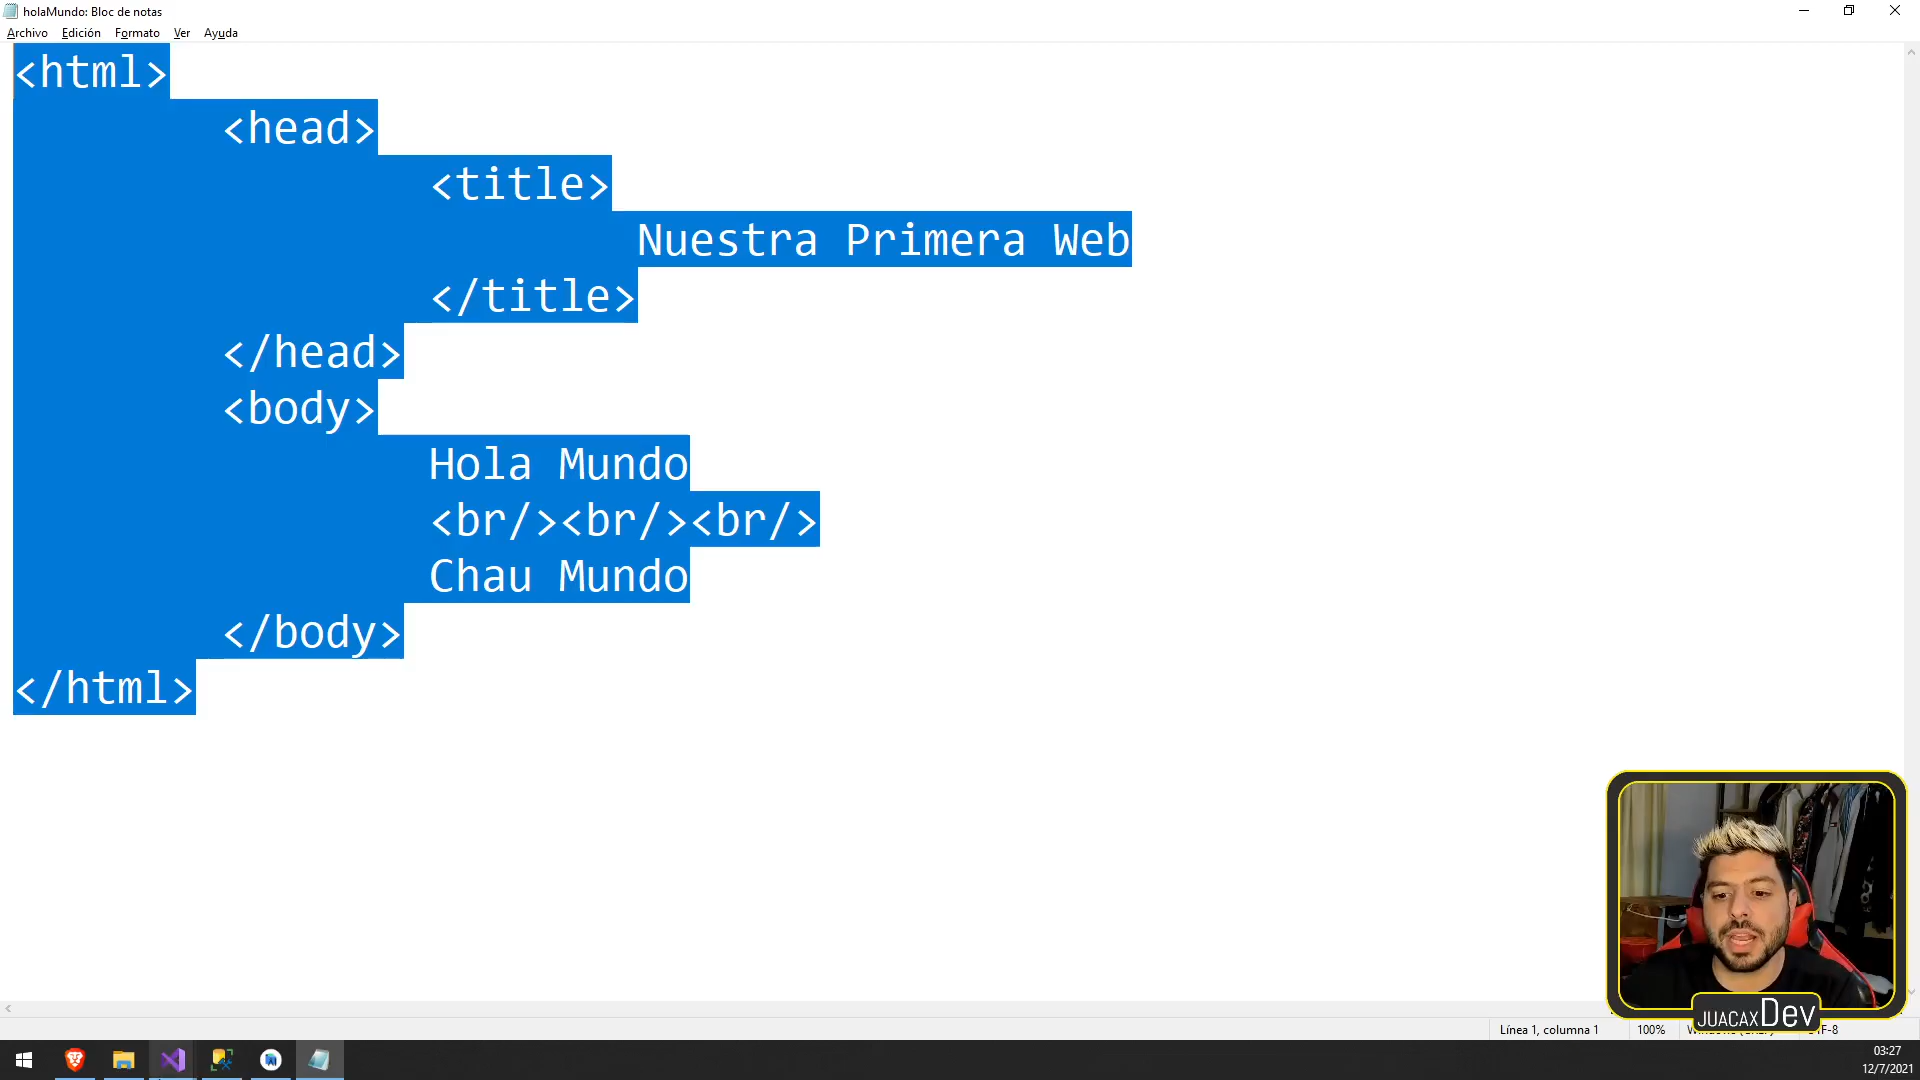 holaMundo: Bloc de notas
Archivo Edición Formato Ver Ayuda
<html>
<head>
<title>
Nuestra Primera Web
</title>
</head>
<body>
Hola Mundo
<br/><br/><br/>
Chau Mundo
</body>
</html>
JUACAXDev
Línea 1, columna 1 100%
03:27
12/7/2021